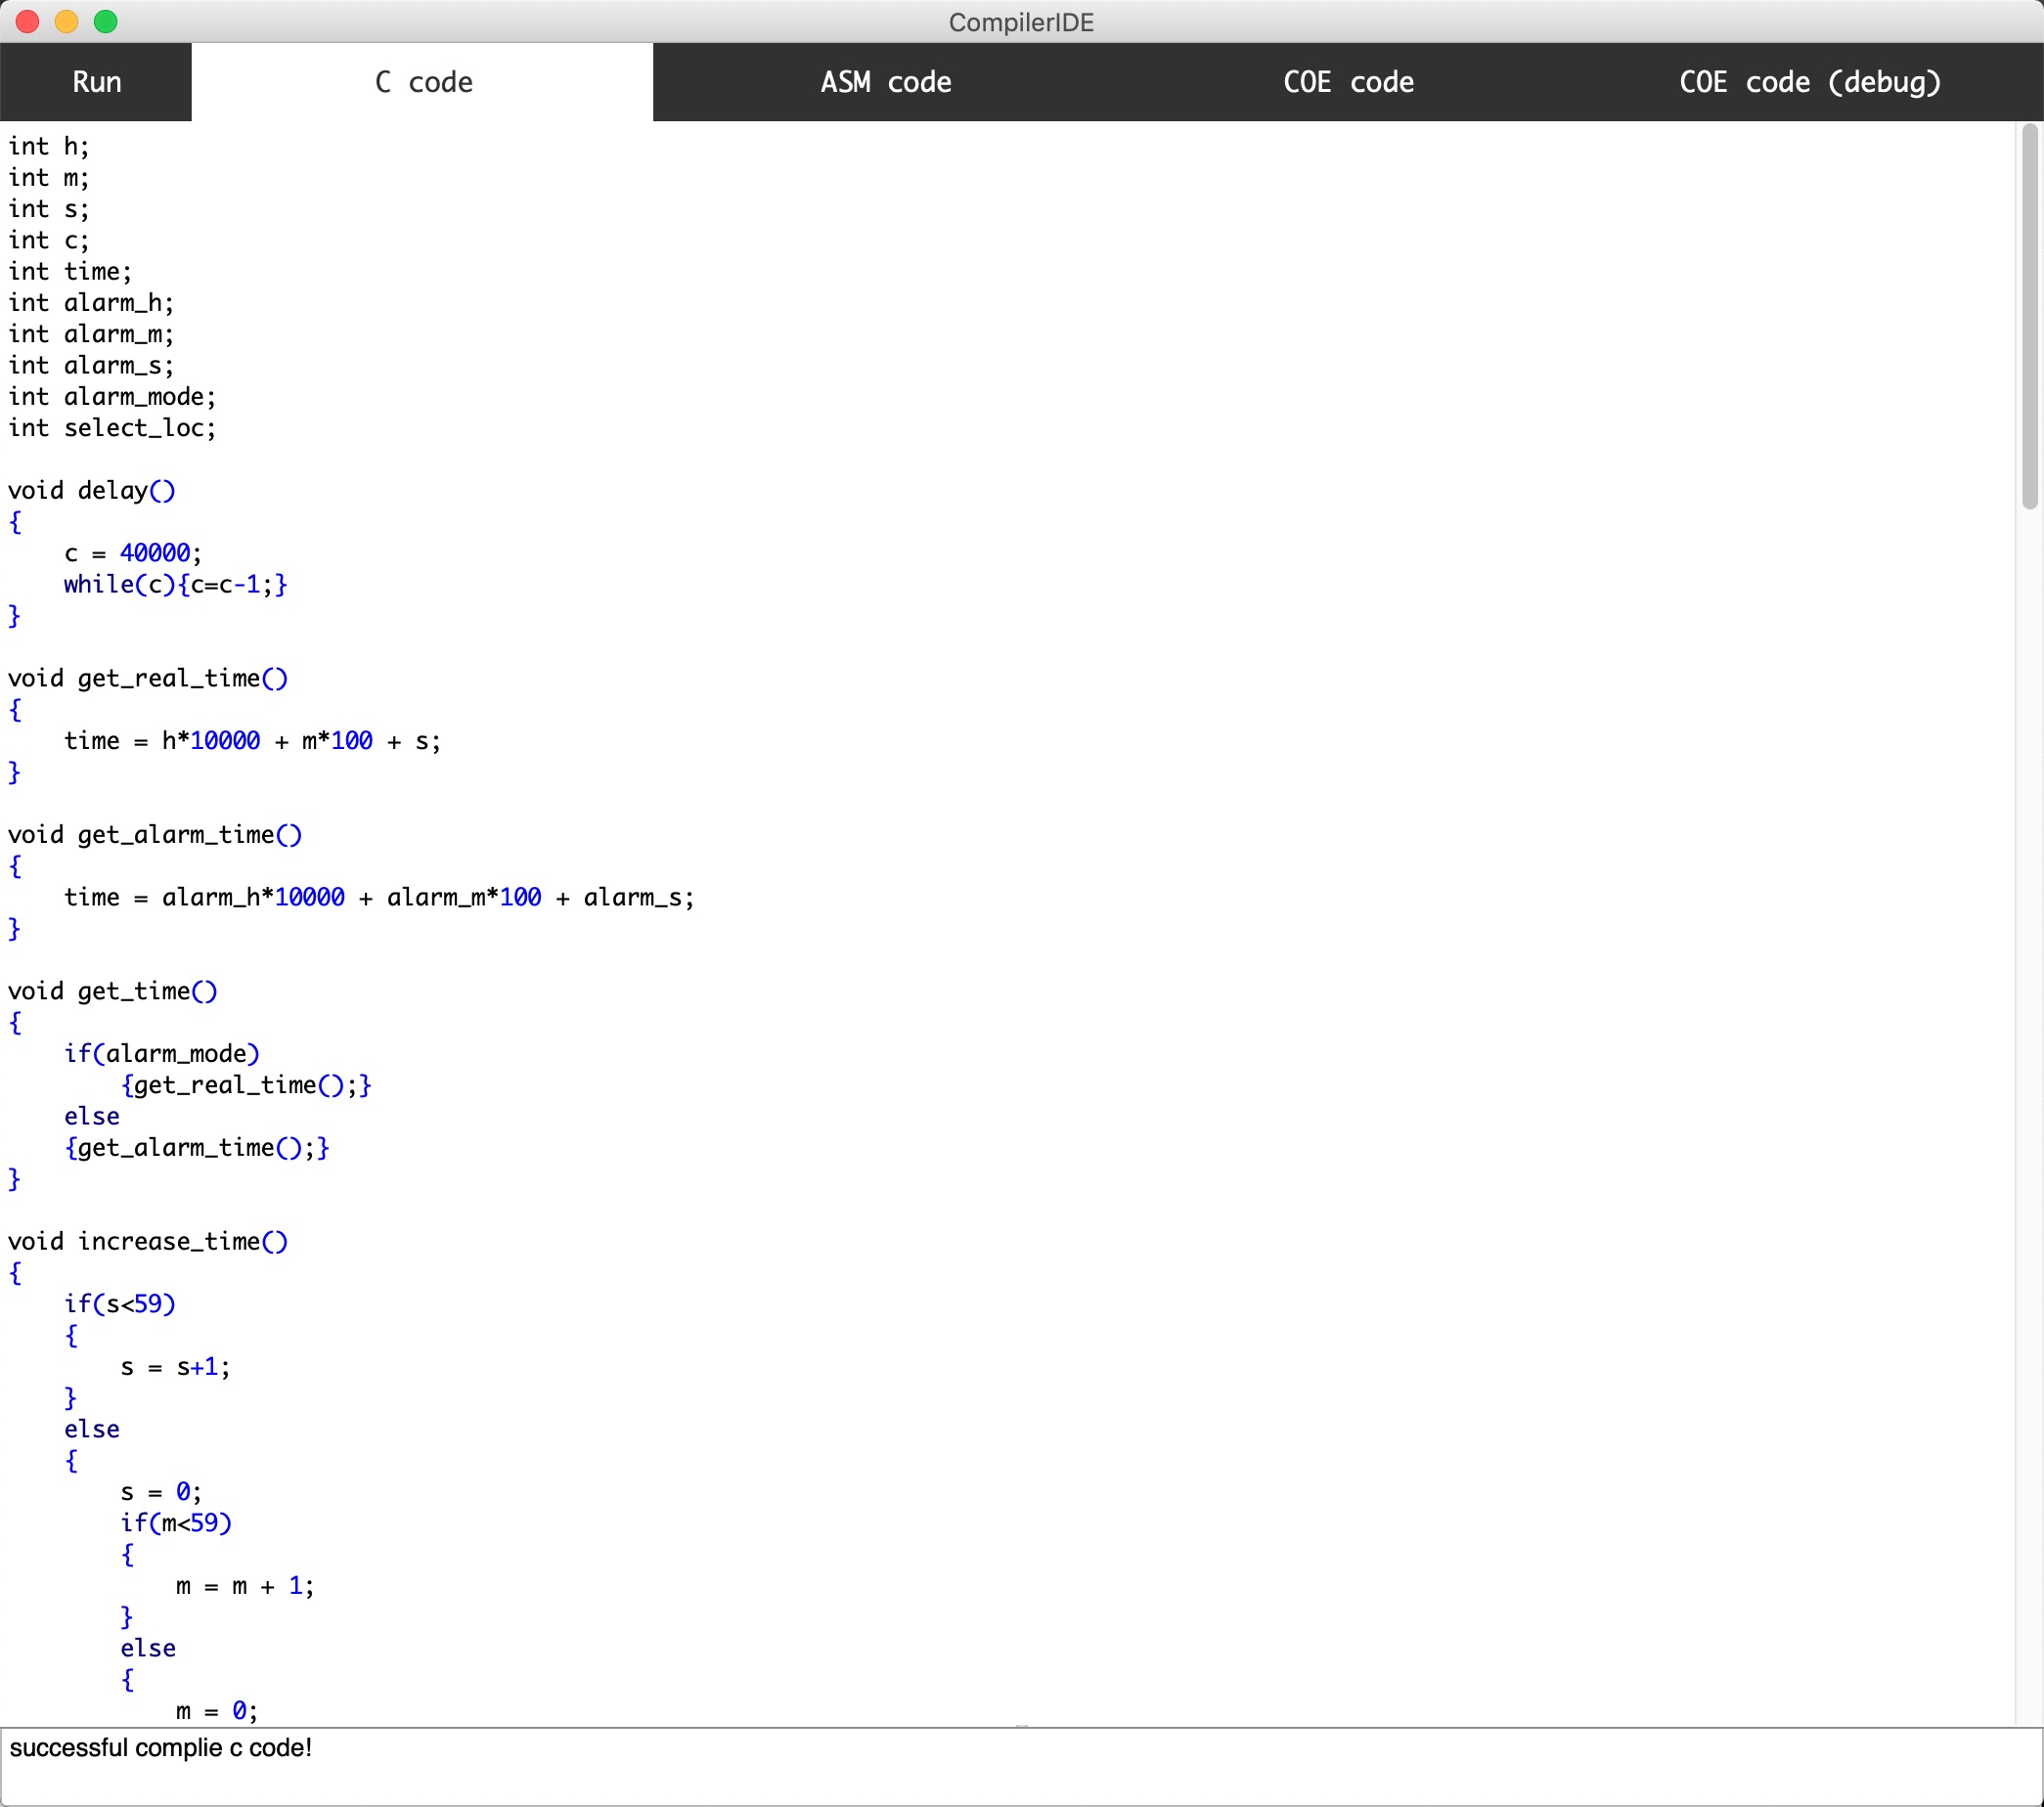 CompilerIDE
Run C code ASM code COE code COE code (debug)
int h;
int m;
int s;
int c;
int time;
int alarm_h;
int alarm_m;
int alarm_s;
int alarm_mode;
int select_loc;

void delay()
{
    c = 40000;
    while(c){c=c-1;}
}

void get_real_time()
{
    time = h*10000 + m*100 + s;
}

void get_alarm_time()
{
    time = alarm_h*10000 + alarm_m*100 + alarm_s;
}

void get_time()
{
    if(alarm_mode)
        {get_real_time();}
    else
    {get_alarm_time();}
}

void increase_time()
{
    if(s<59)
    {
        s = s+1;
    }
    else
    {
        s = 0;
        if(m<59)
        {
            m = m + 1;
        }
        else
        {
            m = 0;
successful complie c code!